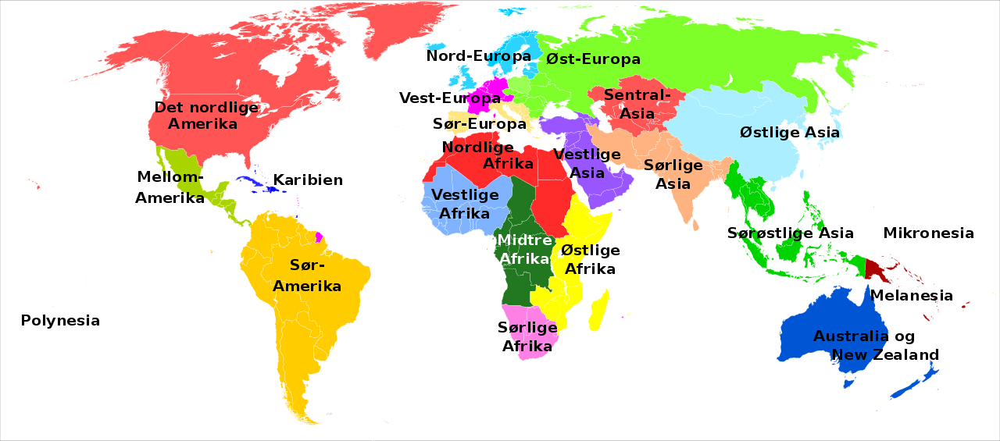 Nord-Europa
Øst-Europa
Vest-Europa
Sør-Europa
Det nordlige
Amerika
Sentral-
Asia
Østlige Asia
Nordlige
Afrika
Vestlige
Asia
Sørlige
Asia
Mellom-
Amerika
Karibien
Vestlige
Afrika
Midtre
Afrika
Østlige
Afrika
Sørøstlige Asia
Mikronesia
Sør-
Amerika
Melanesia
Polynesia
Sørlige
Afrika
Australia og
New Zealand